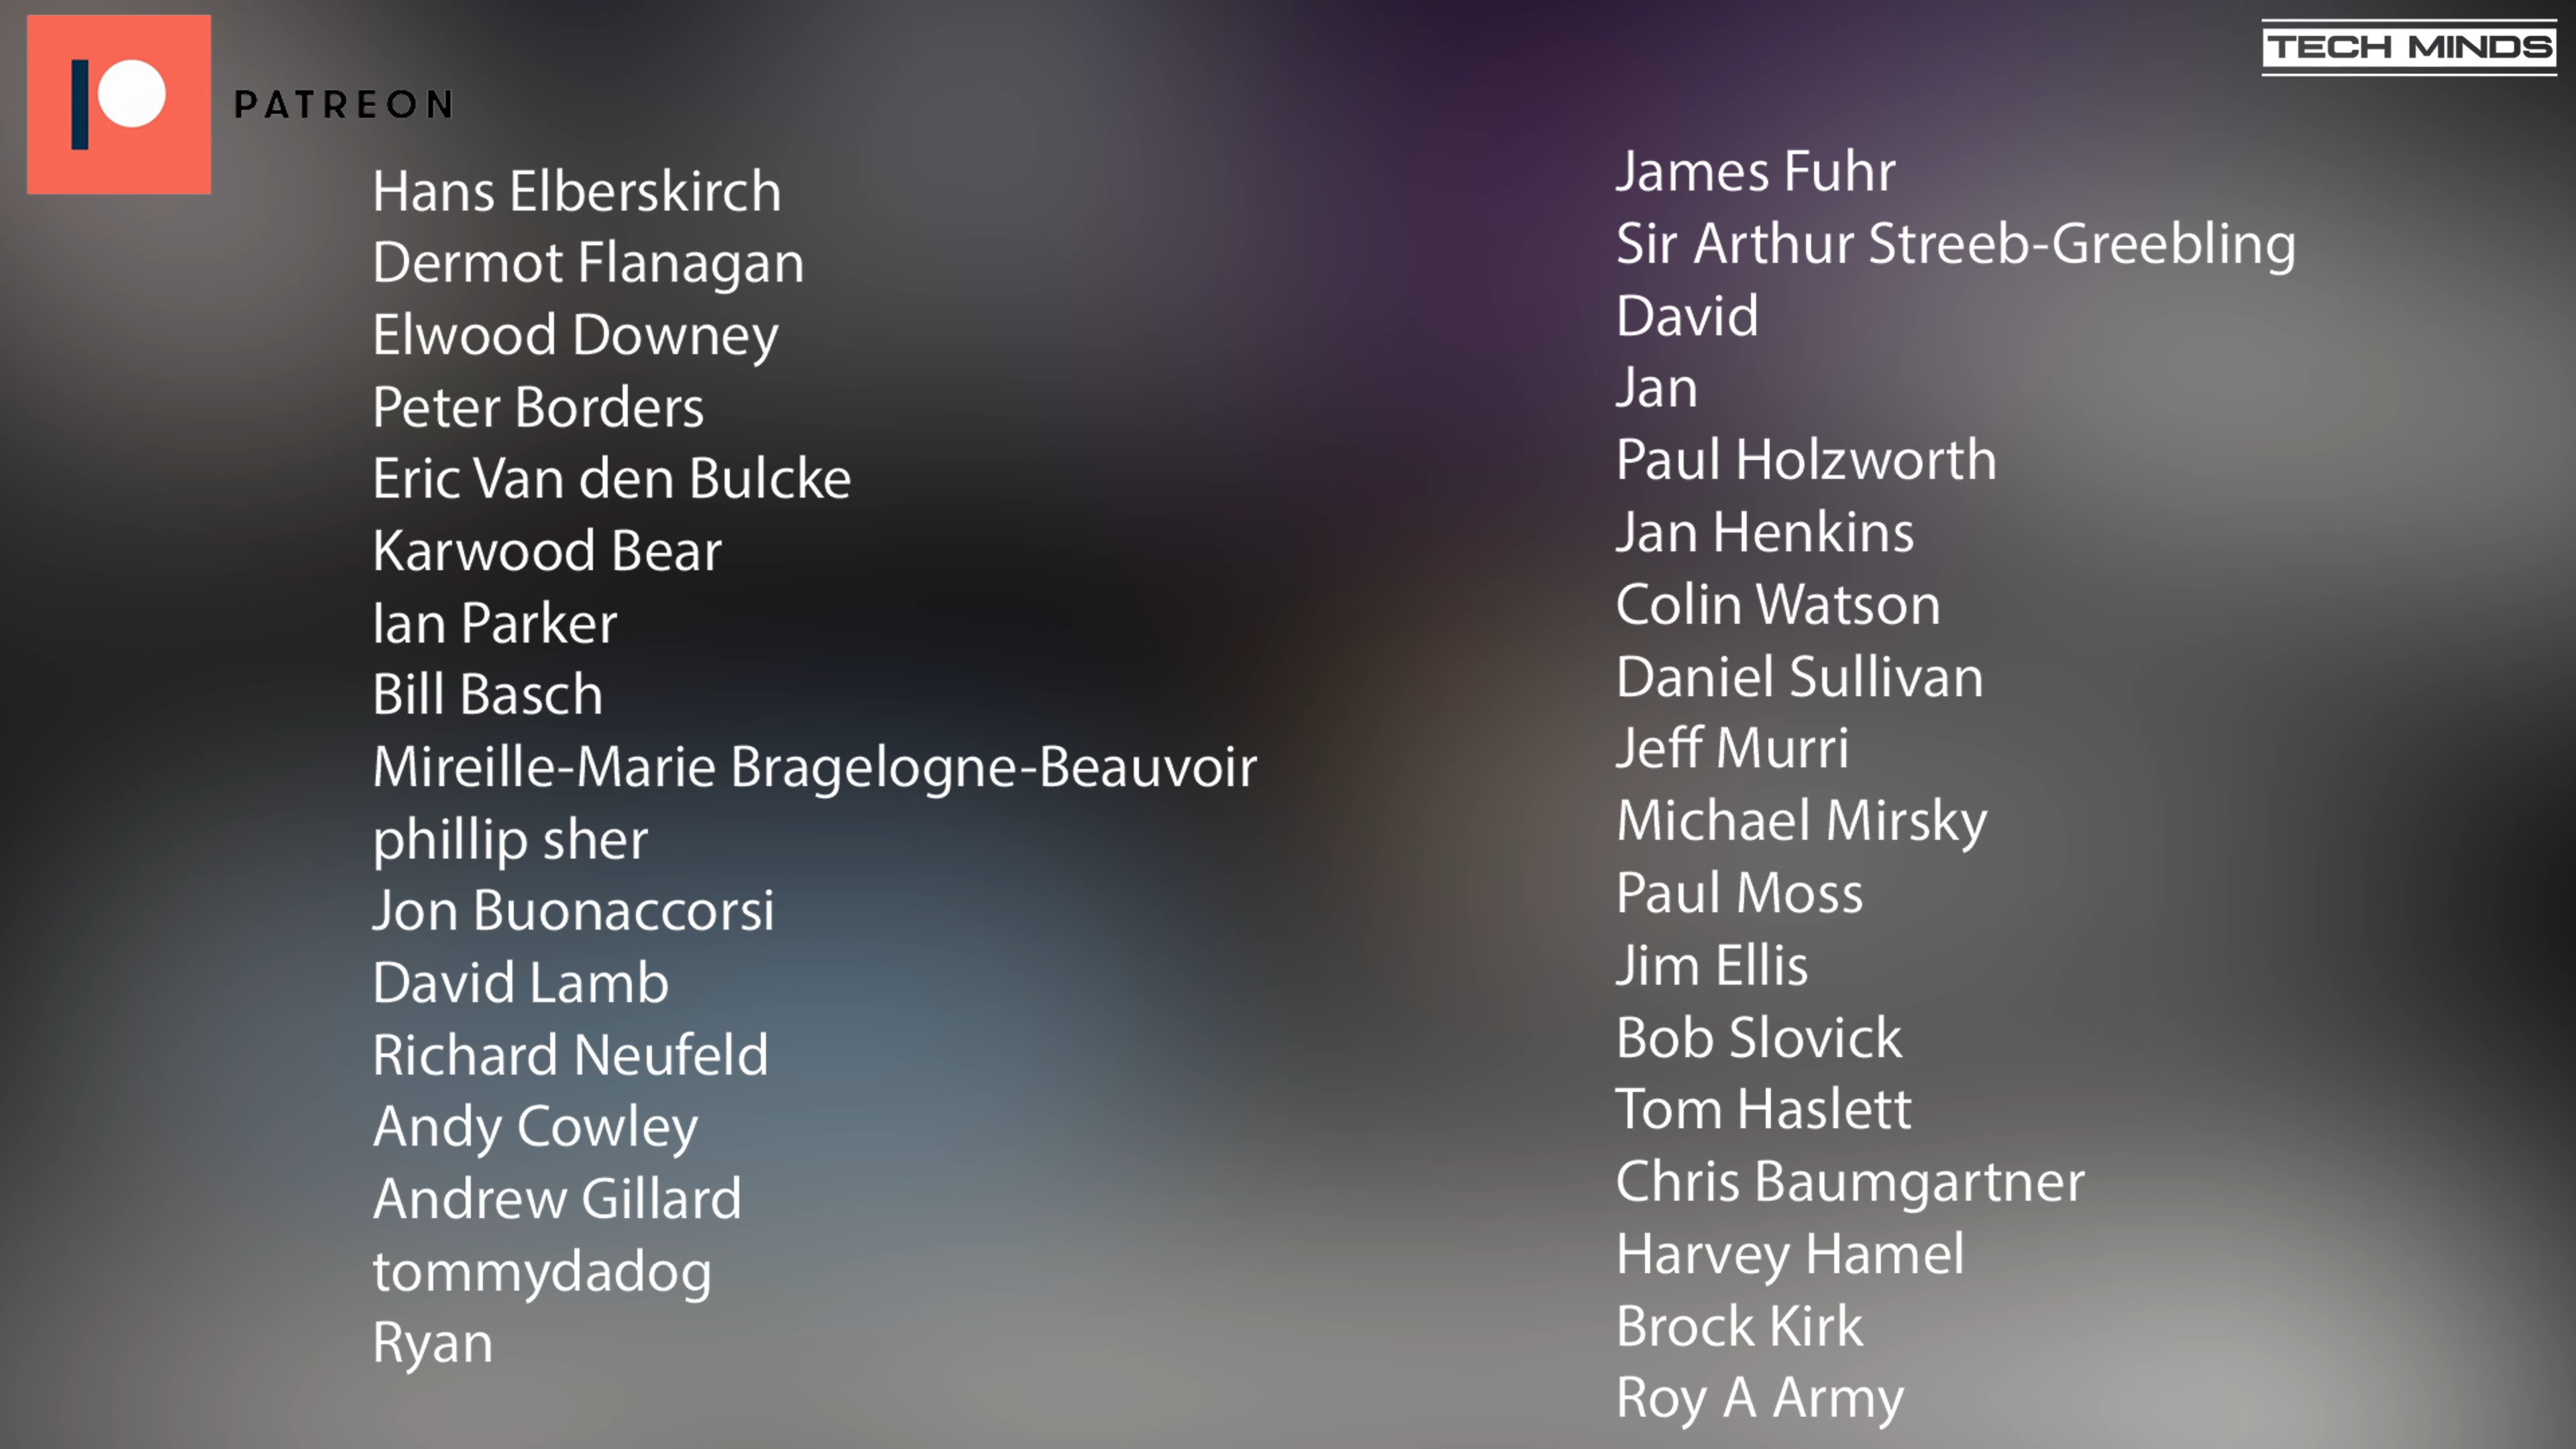 PATREON
TECH MINDS
Hans Elberskirch
Dermot Flanagan
Elwood Downey
Peter Borders
Eric Van den Bulcke
Karwood Bear
Ian Parker
Bill Basch
Mireille-Marie Bragelogne-Beauvoir
phillip sher
Jon Buonaccorsi
David Lamb
Richard Neufeld
Andy Cowley
Andrew Gillard
tommydadog
Ryan
James Fuhr
Sir Arthur Streeb-Greebling
David
Jan
Paul Holzworth
Jan Henkins
Colin Watson
Daniel Sullivan
Jeff Murri
Michael Mirsky
Paul Moss
Jim Ellis
Bob Slovick
Tom Haslett
Chris Baumgartner
Harvey Hamel
Brock Kirk
Roy A Army